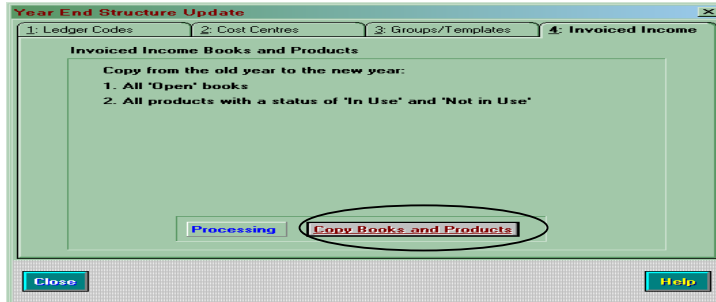 Year End Structure Update
1: Ledger Codes 2: Cost Centres 3: Groups/Templates 4: Invoiced Income
Invoiced Income Books and Products
Copy from the old year to the new year:
1. All 'Open' books
2. All products with a status of 'In Use' and 'Not in Use'
Processing Copy Books and Products
Close Help